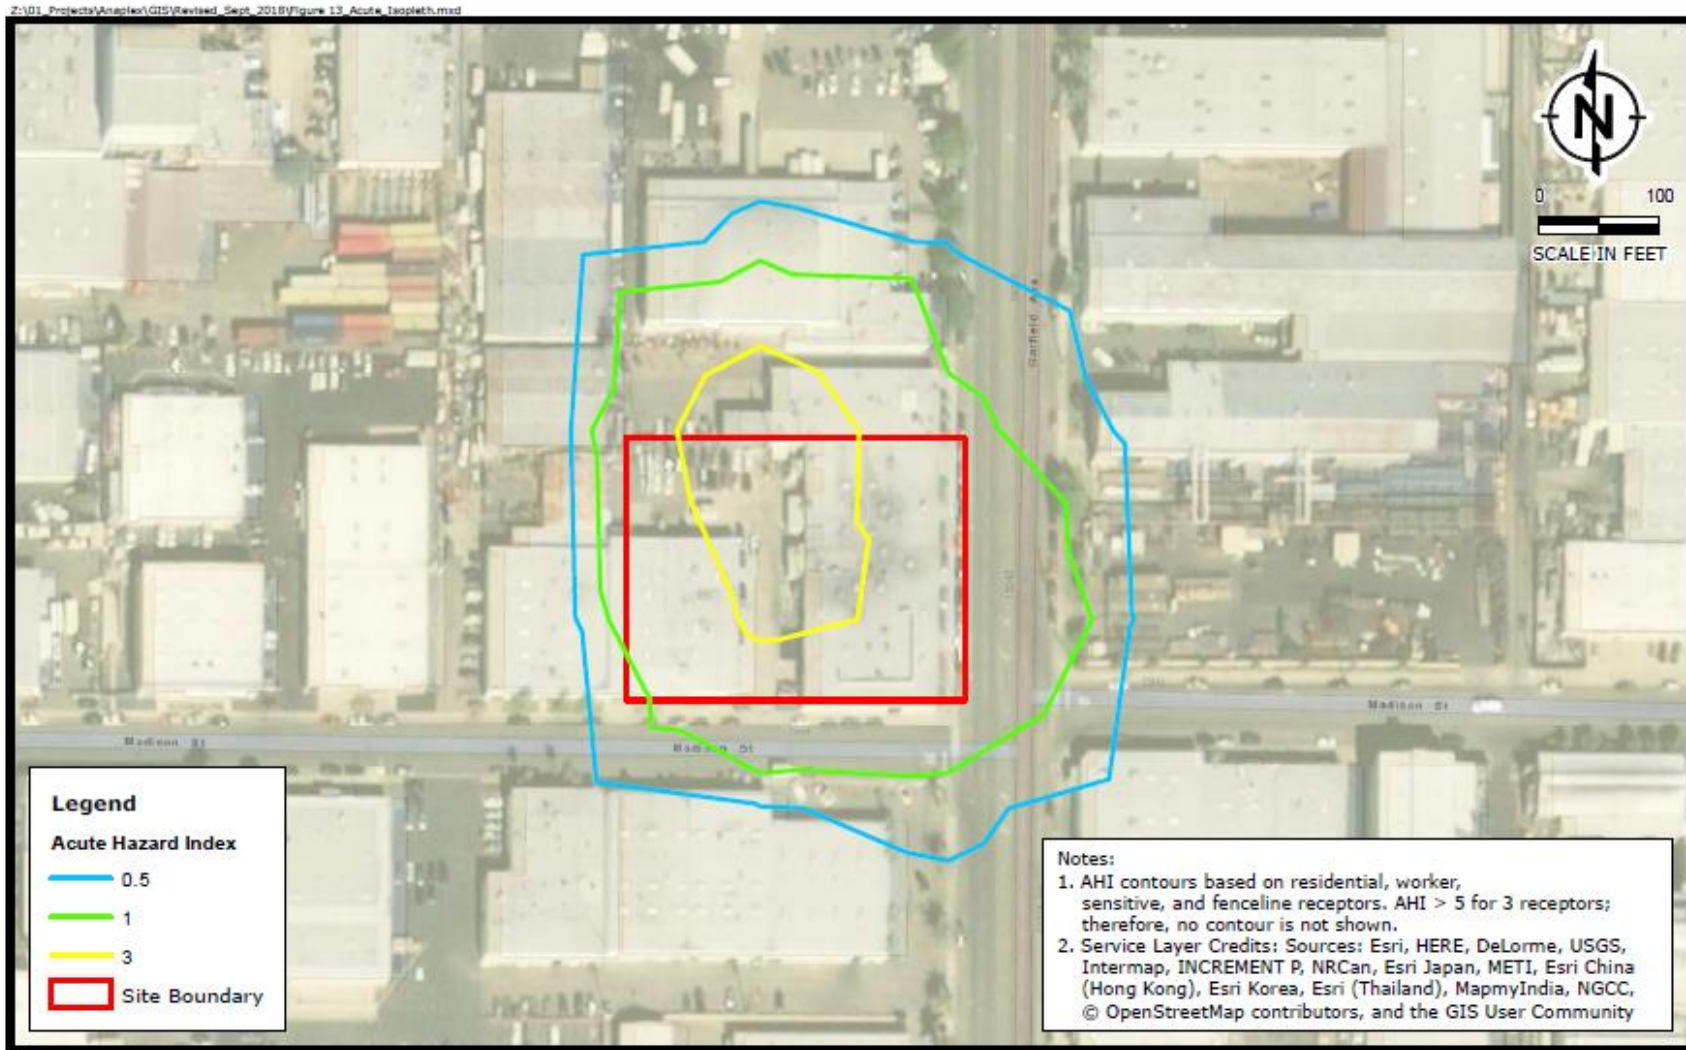 Z:\01_Projects\Anaplex\GIS\Revised_Sept_2018\Figure 13_Acute_Isopleth.mxd
N
0 100
SCALE IN FEET
Garfield Ave
Madison St
Madison St
Madison St
Legend
Acute Hazard Index
0.5
1
3
Site Boundary
Notes:
1. AHI contours based on residential, worker,
sensitive, and fenceline receptors. AHI > 5 for 3 receptors;
therefore, no contour is not shown.
2. Service Layer Credits: Sources: Esri, HERE, DeLorme, USGS,
Intermap, INCREMENT P, NRCan, Esri Japan, METI, Esri China
(Hong Kong), Esri Korea, Esri (Thailand), MapmyIndia, NGCC,
© OpenStreetMap contributors, and the GIS User Community